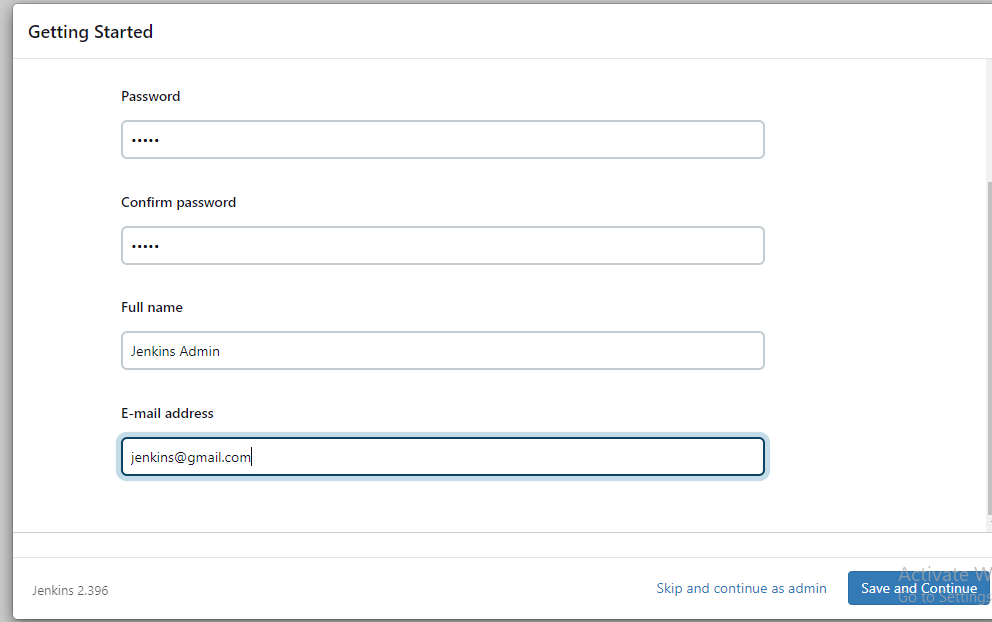 Getting Started
Password
•••••
Confirm password
•••••
Full name
Jenkins Admin
E-mail address
jenkins@gmail.com
Jenkins 2.396
Skip and continue as admin
Save and Continue
Activate W
Go to Settings